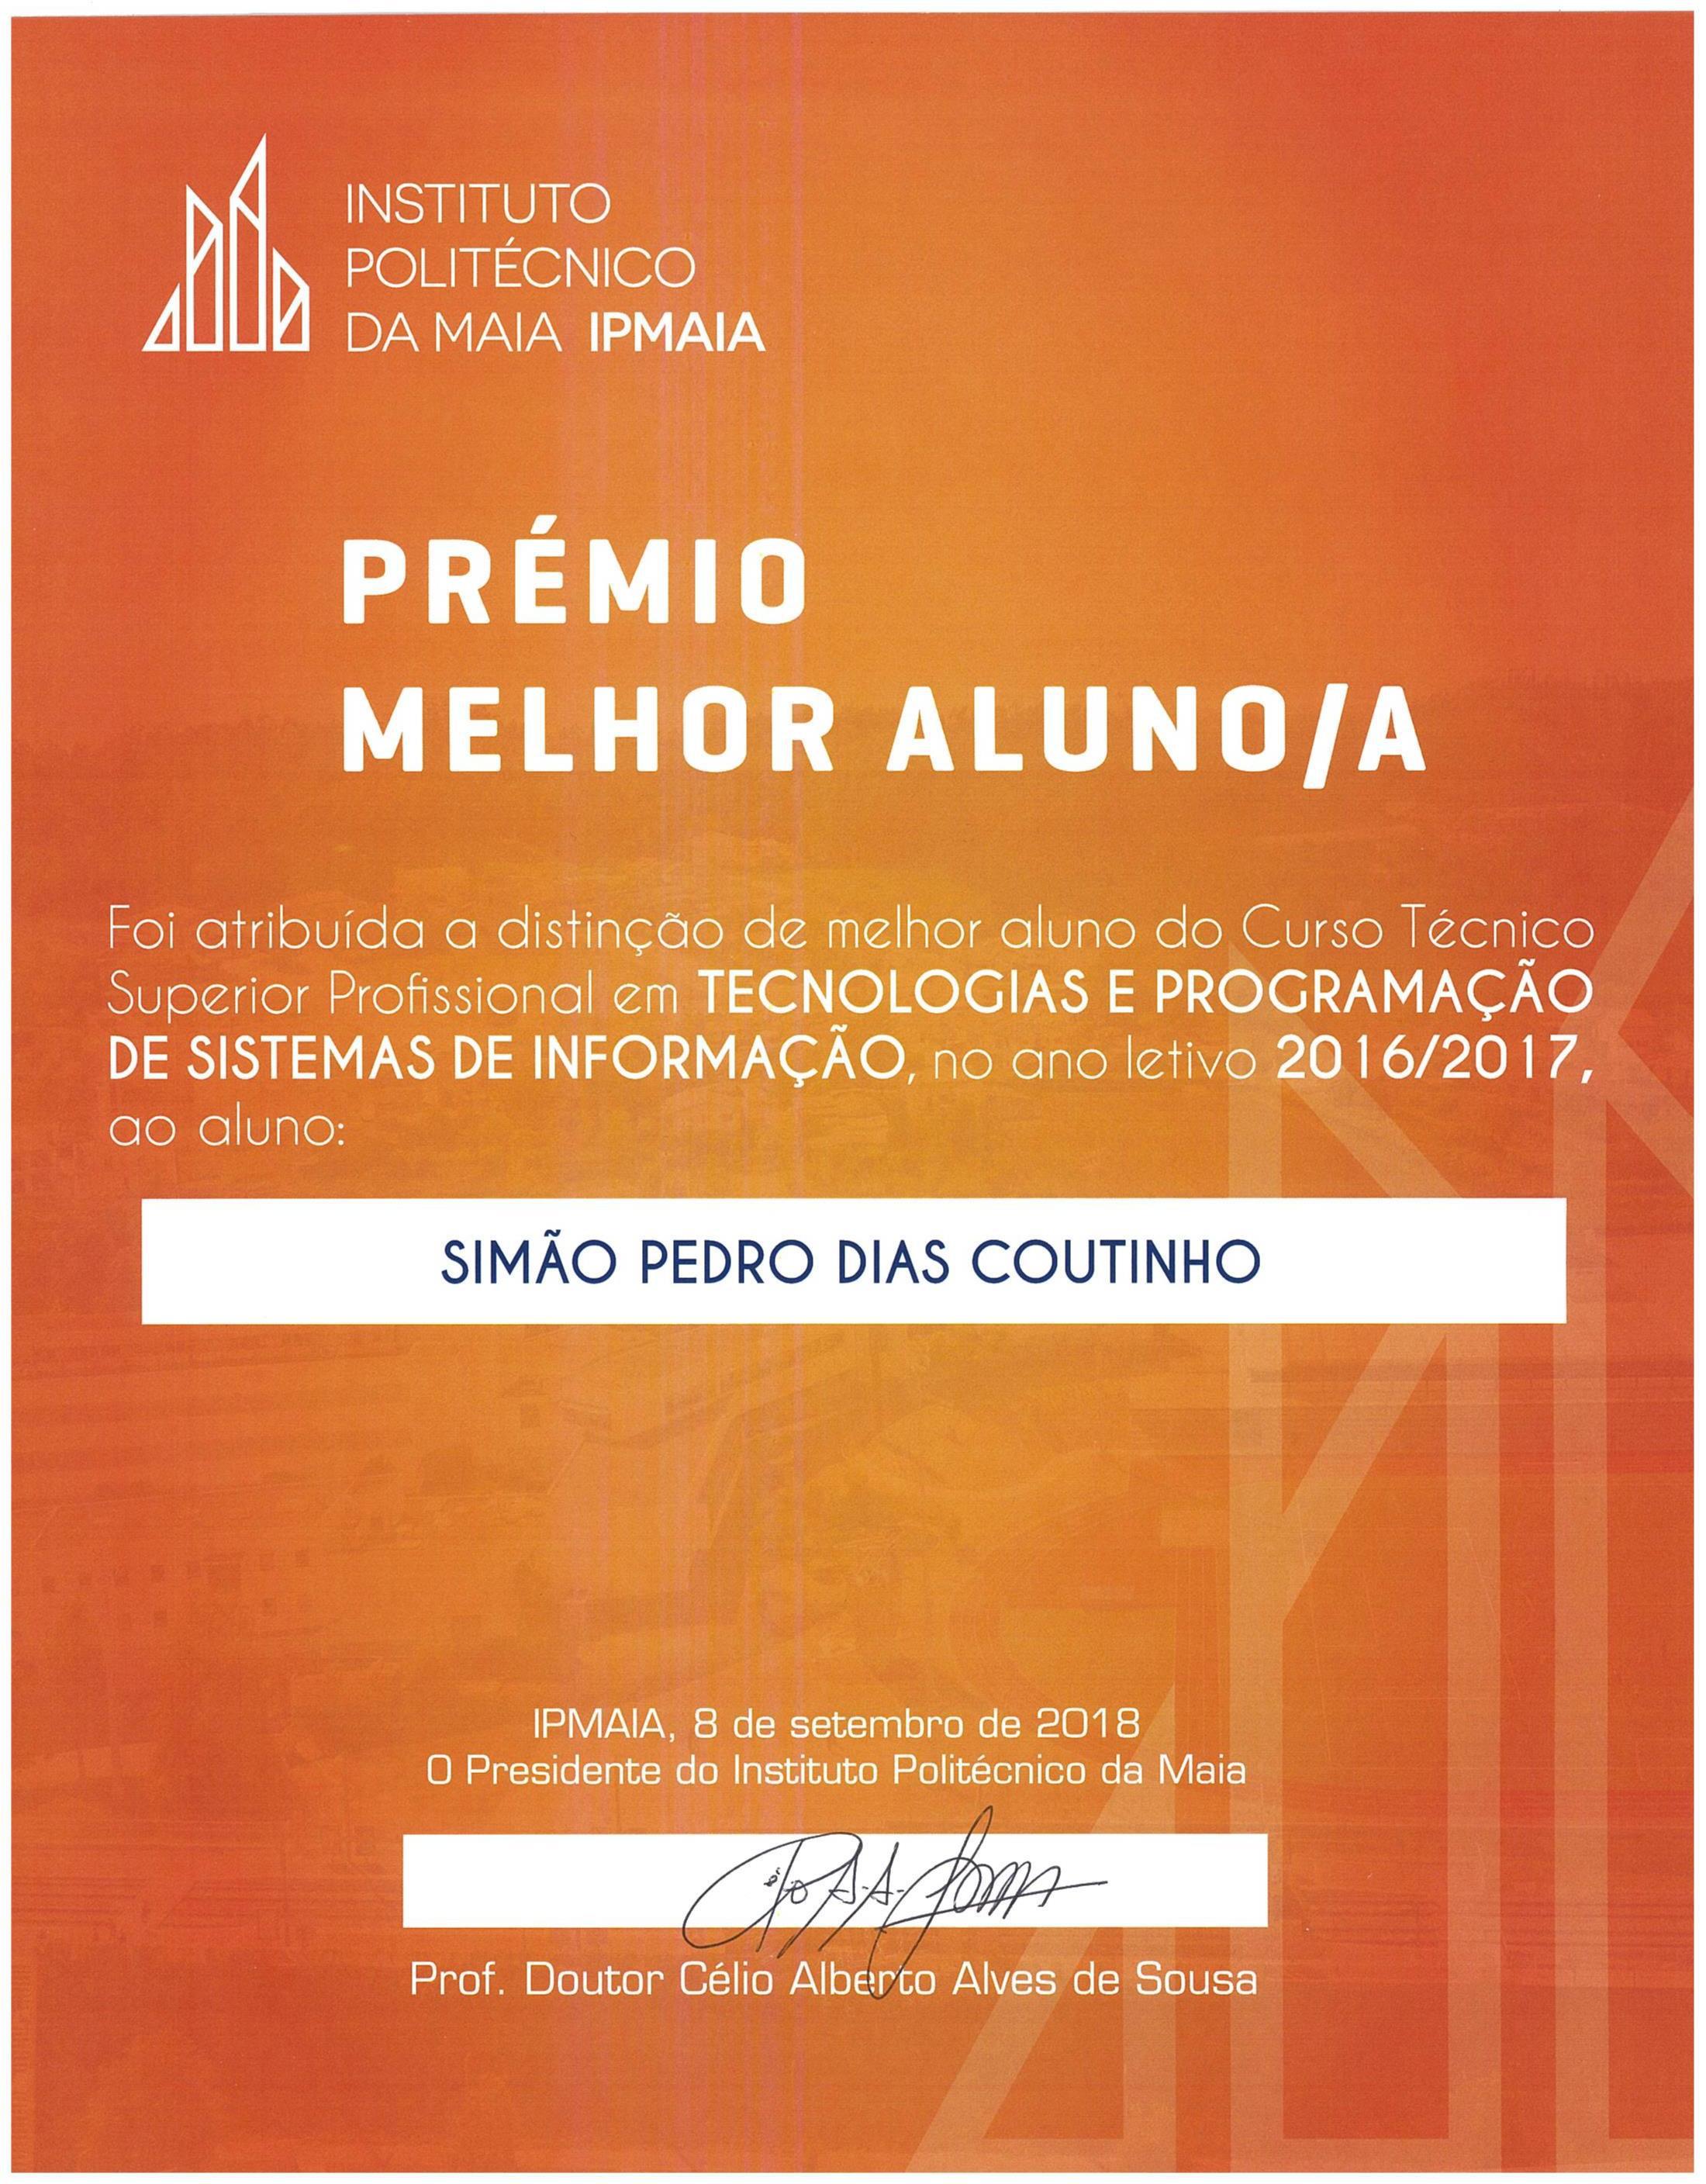 INSTITUTO
POLITÉCNICO
DA MAIA IPMAIA
PRÉMIO
MELHOR ALUNO/A
Foi atribuída a distinção de melhor aluno do Curso Técnico
Superior Profissional em TECNOLOGIAS E PROGRAMAÇÃO
DE SISTEMAS DE INFORMAÇÃO, no ano letivo 2016/2017,
ao aluno:
SIMÃO PEDRO DIAS COUTINHO
IPMAIA, 8 de setembro de 2018
O Presidente do Instituto Politécnico da Maia
Prof. Doutor Célio Alberto Alves de Sousa